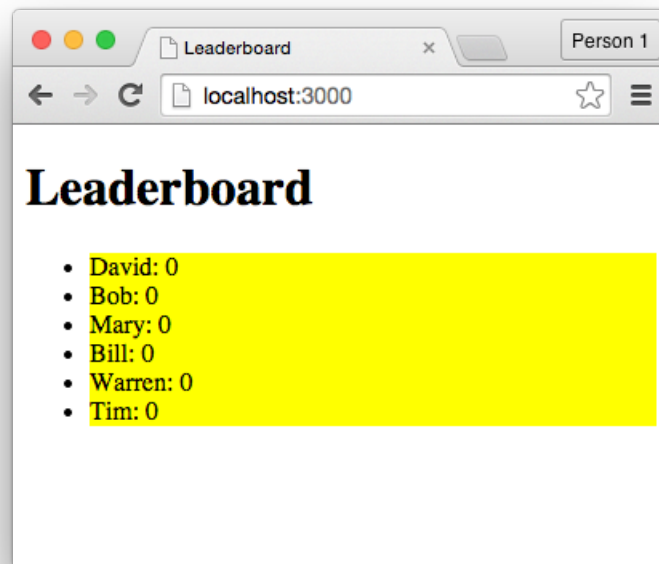 Leaderboard
Person 1
localhost:3000
Leaderboard
David: 0
Bob: 0
Mary: 0
Bill: 0
Warren: 0
Tim: 0